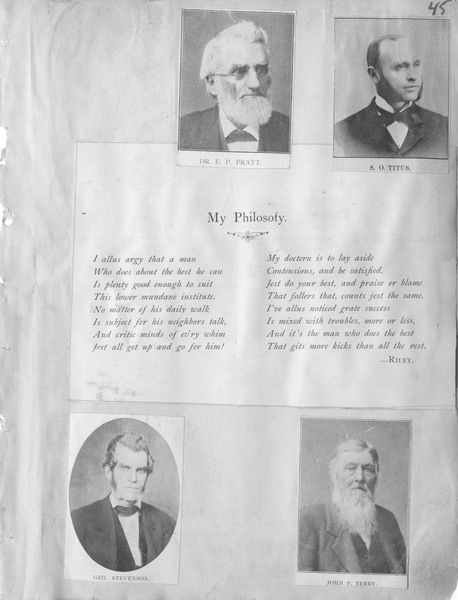 45
DR. E. P. PRATT.
S. O. TITUS.
My Philosofy.
I allus argy that a man
Who does about the best he can
Is plenty good enough to suit
This lower mundane institute.
No matter of his daily walk
Is subject fer his neighbors talk,
And critic minds of ev'ry whim
Jest all get up and go fer him!
My doctern is to lay aside
Contensions, and be satisfied.
Jest do your best, and praise or blame
That follers that, counts jest the same.
I've allus noticed grate success
Is mixed with troubles, more or less,
And it's the man who does the best
That gits more kicks than all the rest.
—RILEY.
GEO. STEVENSON.
JOHN P. TERRY.